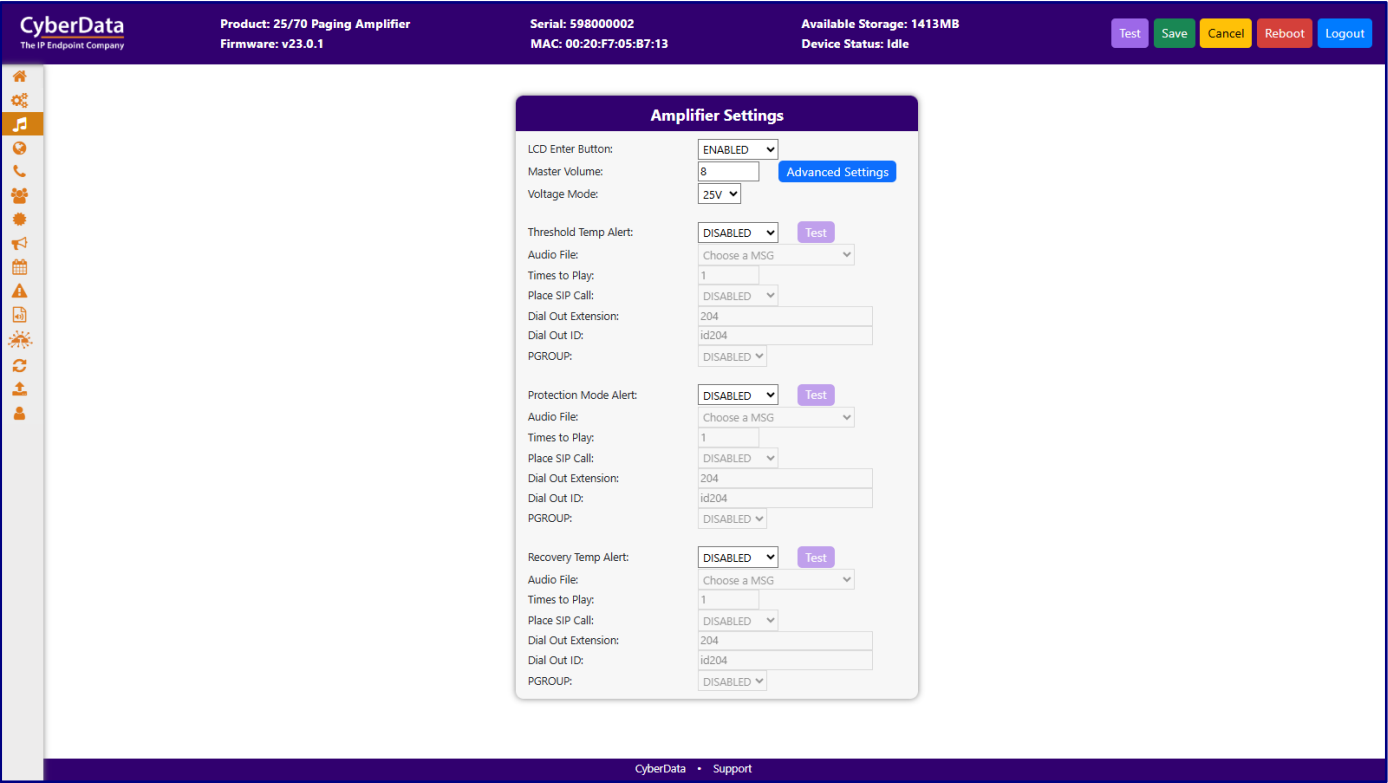 CyberData
The IP Endpoint Company
Product: 25/70 Paging Amplifier
Firmware: v23.0.1
Serial: 598000002
MAC: 00:20:F7:05:B7:13
Available Storage: 1413MB
Device Status: Idle
Test Save Cancel Reboot Logout
Amplifier Settings
LCD Enter Button: ENABLED
Master Volume: 8 Advanced Settings
Voltage Mode: 25V
Threshold Temp Alert: DISABLED Test
Audio File: Choose a MSG
Times to Play: 1
Place SIP Call: DISABLED
Dial Out Extension: 204
Dial Out ID: id204
PGROUP: DISABLED
Protection Mode Alert: DISABLED Test
Audio File: Choose a MSG
Times to Play: 1
Place SIP Call: DISABLED
Dial Out Extension: 204
Dial Out ID: id204
PGROUP: DISABLED
Recovery Temp Alert: DISABLED Test
Audio File: Choose a MSG
Times to Play: 1
Place SIP Call: DISABLED
Dial Out Extension: 204
Dial Out ID: id204
PGROUP: DISABLED
CyberData • Support